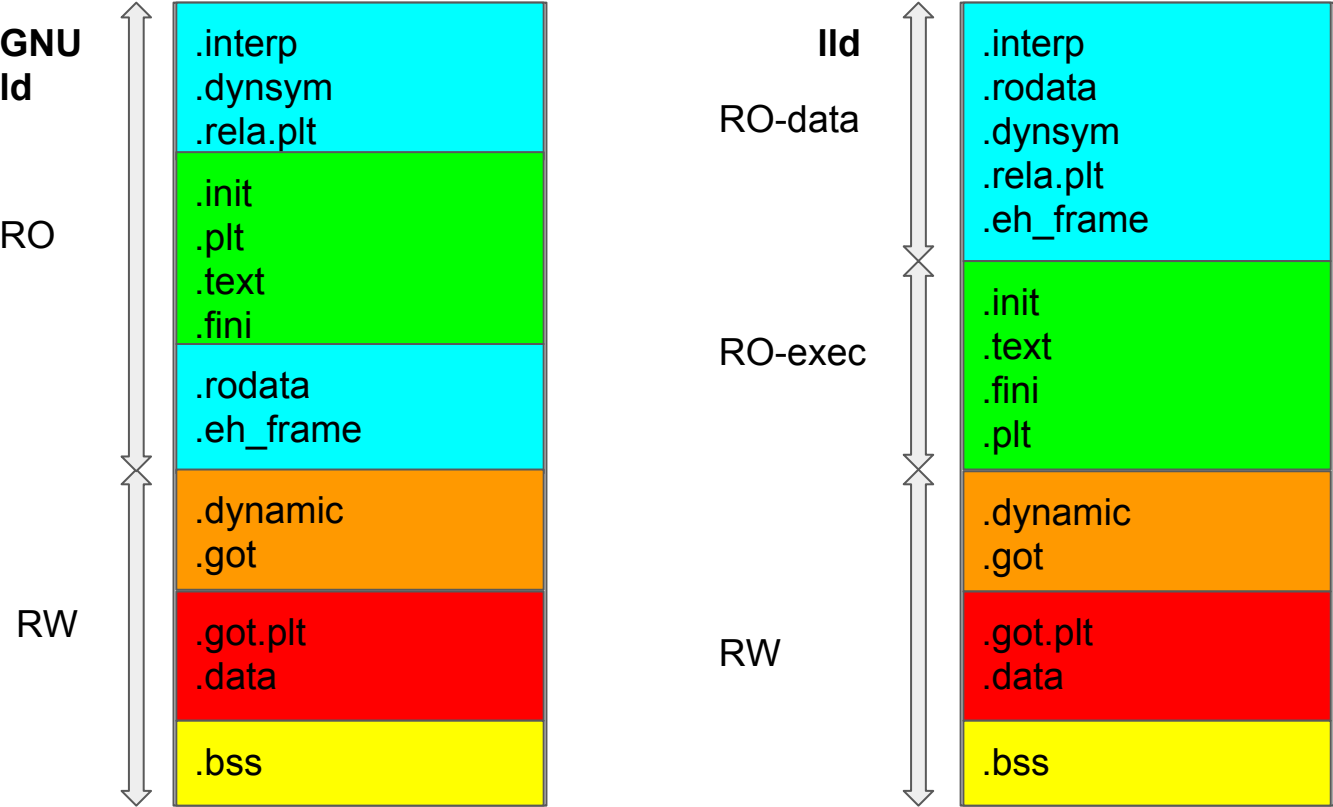 GNU
ld
RO
RW
.interp
.dynsym
.rela.plt
.init
.plt
.text
.fini
.rodata
.eh_frame
.dynamic
.got
.got.plt
.data
.bss
lld
RO-data
RO-exec
RW
.interp
.rodata
.dynsym
.rela.plt
.eh_frame
.init
.text
.fini
.plt
.dynamic
.got
.got.plt
.data
.bss